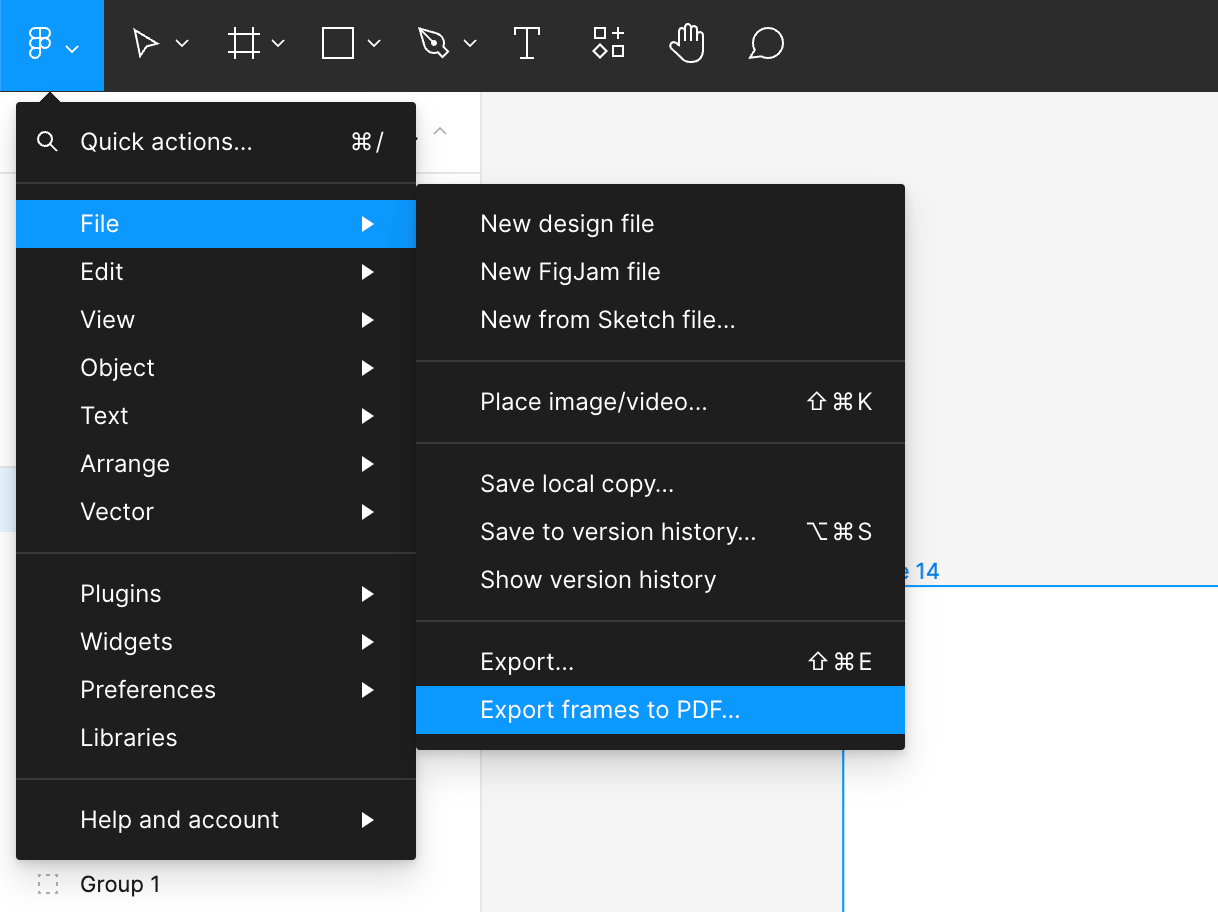 Quick actions... ⌘/
File
Edit
View
Object
Text
Arrange
Vector
Plugins
Widgets
Preferences
Libraries
Help and account
New design file
New FigJam file
New from Sketch file...
Place image/video... ⇧⌘K
Save local copy...
Save to version history... ⌥⌘S
Show version history
Export... ⇧⌘E
Export frames to PDF...
14
Group 1